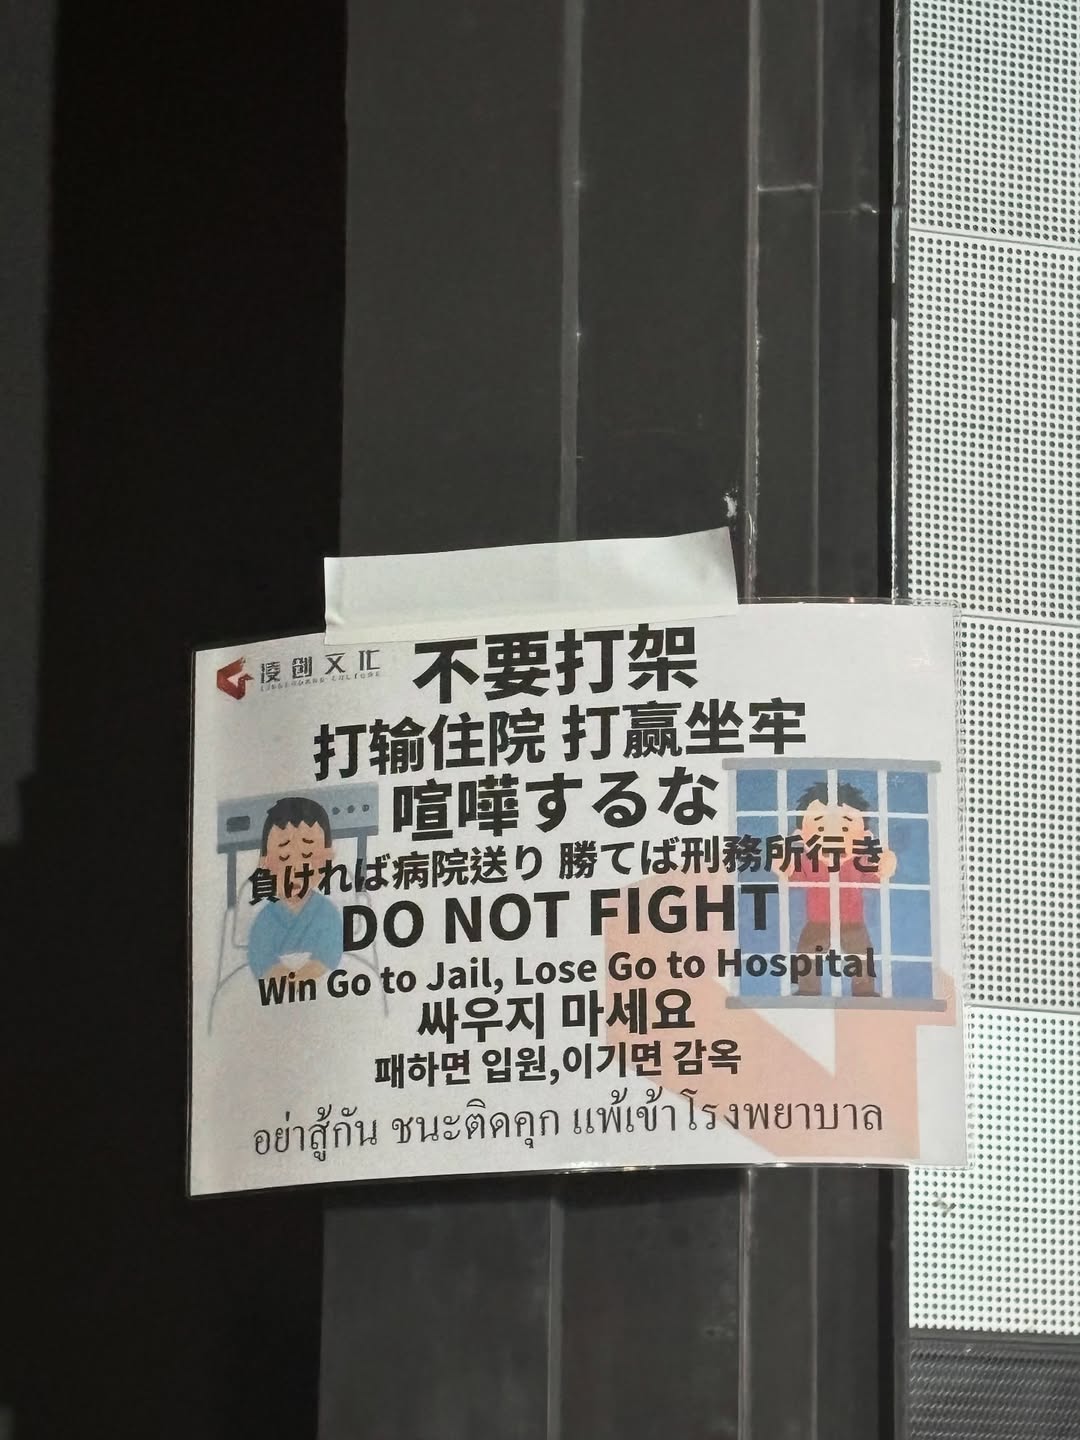 凌创文化
不要打架
打输住院 打赢坐牢
喧嘩するな
負ければ病院送り 勝てば刑務所行き
DO NOT FIGHT
Win Go to Jail, Lose Go to Hospital
싸우지 마세요
패하면 입원,이기면 감옥
อย่าสู้กัน ชนะติดคุก แพ้เข้าโรงพยาบาล